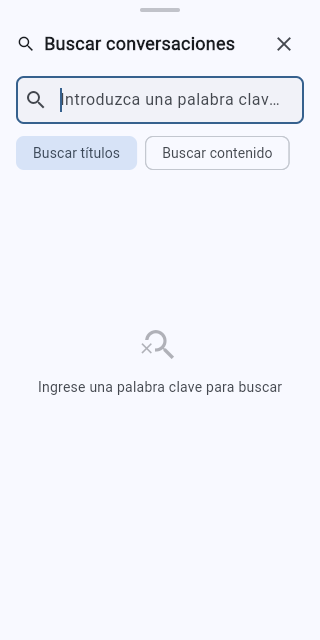 Buscar conversaciones
Introduzca una palabra clav…
Buscar títulos
Buscar contenido
Ingrese una palabra clave para buscar